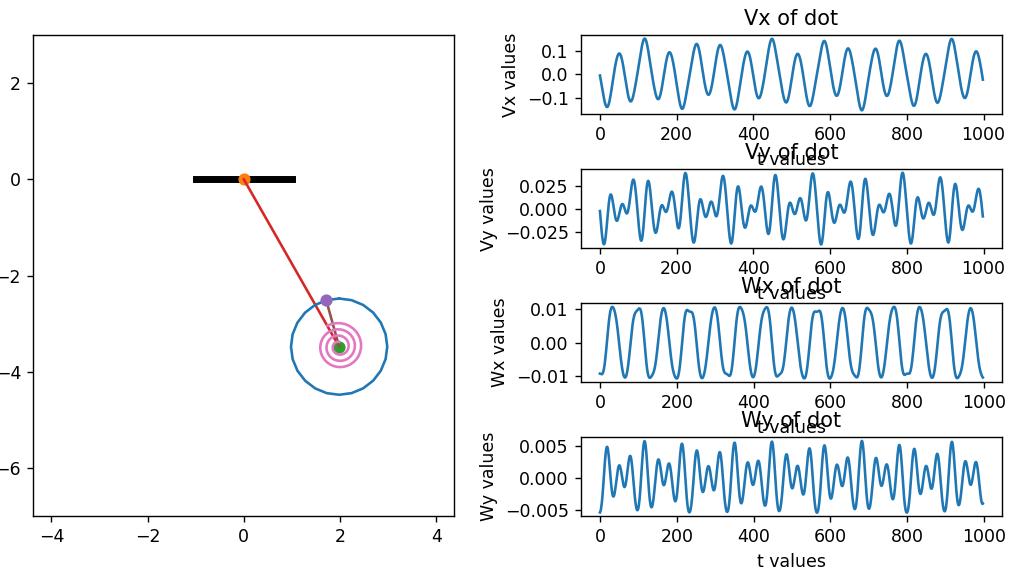 2
0
−2
−4
−6
−4 −2 0 2 4
Vx of dot
Vx values
0.1
0.0
−0.1
0 200 400 600 800 1000
t values
Vy of dot
Vy values
0.025
0.000
−0.025
0 200 400 600 800 1000
t values
Wx of dot
Wx values
0.01
0.00
−0.01
0 200 400 600 800 1000
t values
Wy of dot
Wy values
0.005
0.000
−0.005
0 200 400 600 800 1000
t values